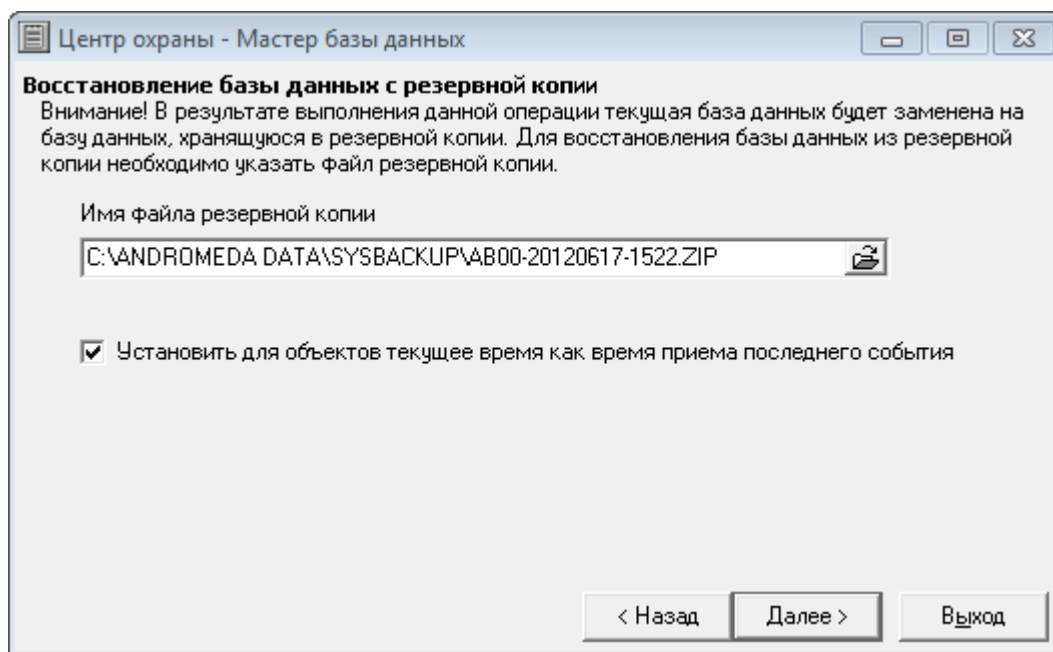 Центр охраны - Мастер базы данных
Восстановление базы данных с резервной копии
Внимание! В результате выполнения данной операции текущая база данных будет заменена на
базу данных, хранящуюся в резервной копии. Для восстановления базы данных из резервной
копии необходимо указать файл резервной копии.
Имя файла резервной копии
C:\ANDROMEDA DATA\SYSBACKUP\AB00-20120617-1522.ZIP
Установить для объектов текущее время как время приема последнего события
< Назад Далее > Выход